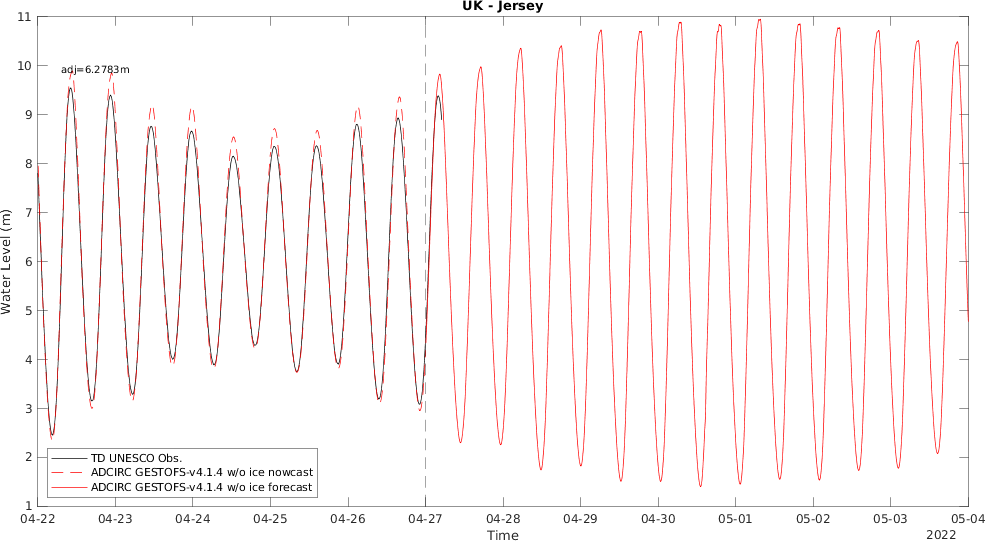 UK - Jersey
11
10
9
8
7
6
5
4
3
2
1
Water Level (m)
adj=6.2783m
TD UNESCO Obs.
ADCIRC GESTOFS-v4.1.4 w/o ice nowcast
ADCIRC GESTOFS-v4.1.4 w/o ice forecast
04-22 04-23 04-24 04-25 04-26 04-27 04-28 04-29 04-30 05-01 05-02 05-03 05-04
Time
2022